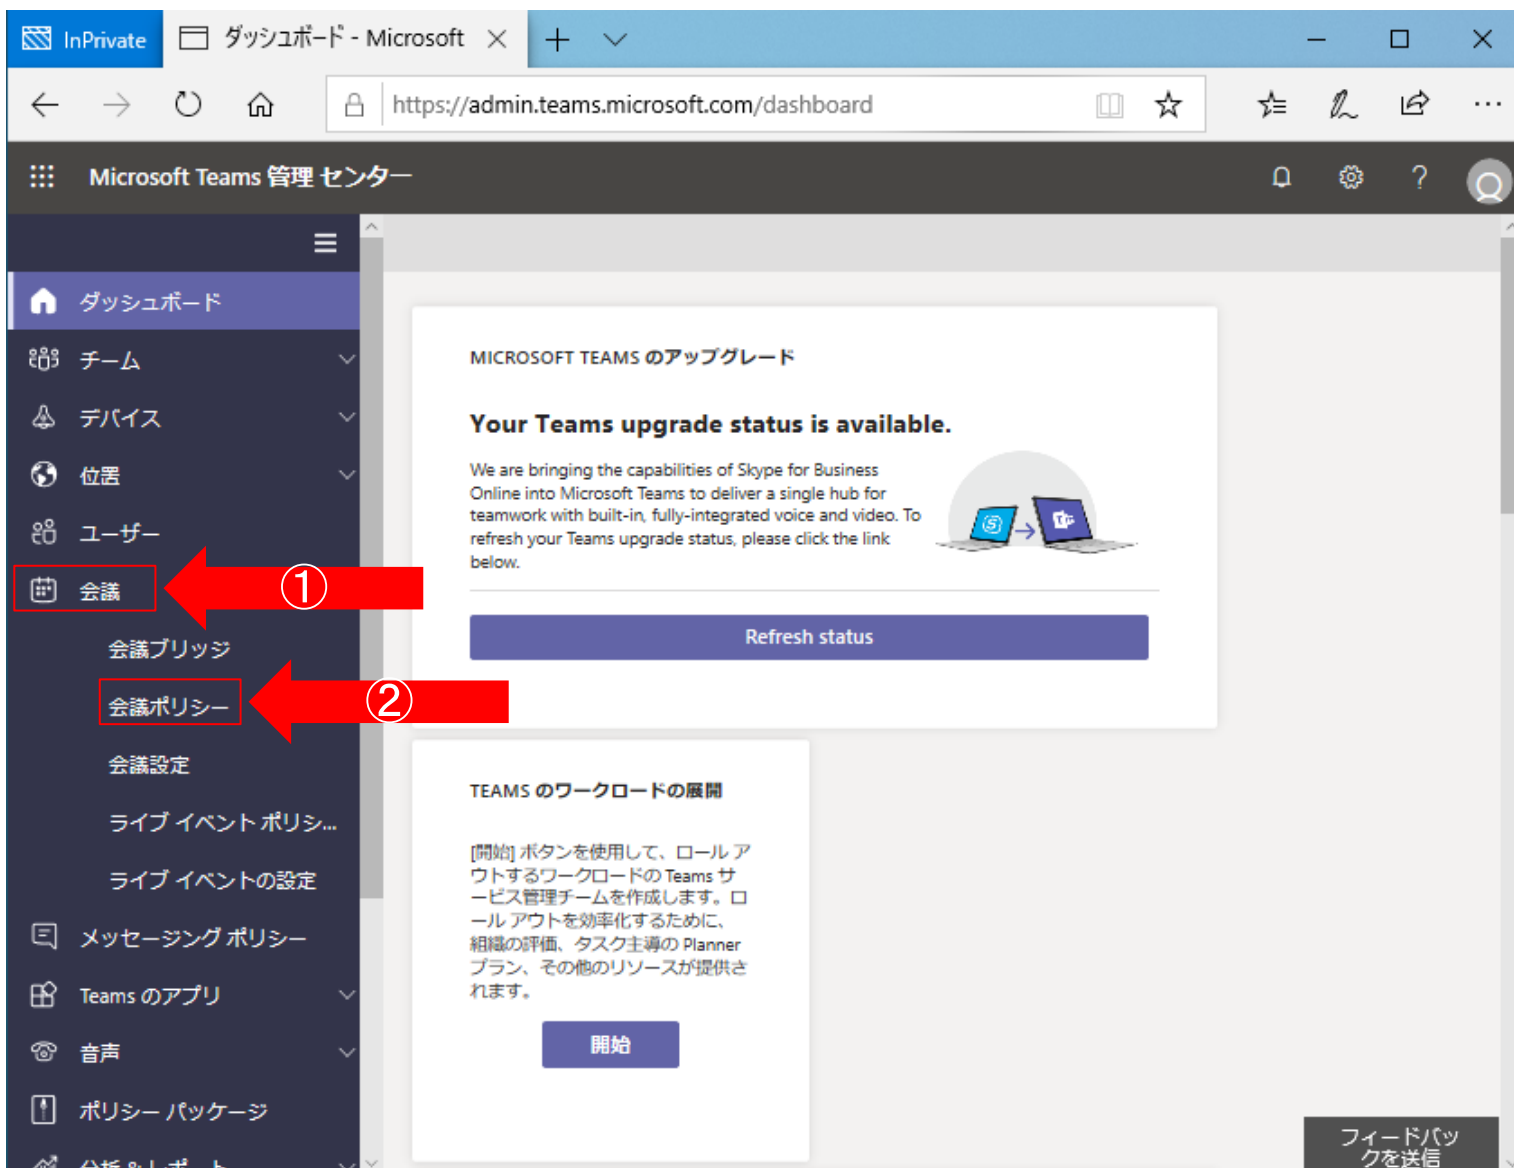 InPrivate
ダッシュボード - Microsoft
https://admin.teams.microsoft.com/dashboard
Microsoft Teams 管理 センター
ダッシュボード
チーム
デバイス
位置
ユーザー
会議
①
会議ブリッジ
会議ポリシー
②
会議設定
ライブ イベント ポリシ...
ライブ イベントの設定
メッセージング ポリシー
Teams のアプリ
音声
ポリシー パッケージ
分析 & レポート
MICROSOFT TEAMS のアップグレード
Your Teams upgrade status is available.
We are bringing the capabilities of Skype for Business
Online into Microsoft Teams to deliver a single hub for
teamwork with built-in, fully-integrated voice and video. To
refresh your Teams upgrade status, please click the link
below.
Refresh status
TEAMS のワークロードの展開
[開始] ボタンを使用して、ロール ア
ウトするワークロードの Teams サ
ービス管理チームを作成します。ロ
ール アウトを効率化するために、
組織の評価、タスク主導の Planner
プラン、その他のリソースが提供さ
れます。
開始
フィードバッ
クを送信